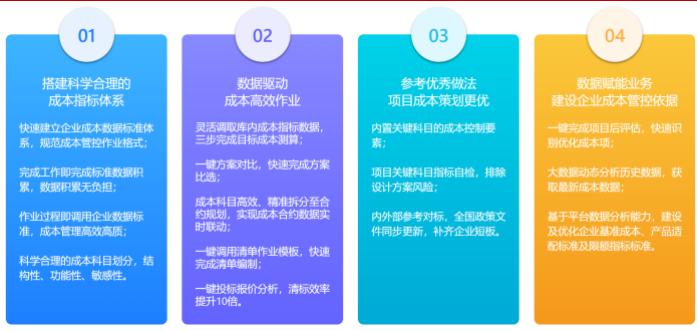 01
搭建科学合理的
成本指标体系
快速建立企业成本数据标准体
系，规范成本管控作业格式；
完成工作即完成标准数据积
累，数据积累无负担；
作业过程即调用企业数据标
准，成本管理高效高质；
科学合理的成本科目划分，结
构性、功能性、敏感性。
02
数据驱动
成本高效作业
灵活调取库内成本指标数据，
三步完成目标成本测算；
一键方案对比，快速完成方案
比选；
成本科目高效、精准拆分至合
约规划，实现成本合约数据实
时联动；
一键调用清单作业模板，快速
完成清单编制；
一键投标报价分析，清标效率
提升10倍。
03
参考优秀做法
项目成本策划更优
内置关键科目的成本控制要
素；
项目关键科目指标自检，排除
设计方案风险；
内外部参考对标，全国政策文
件同步更新，补齐企业短板。
04
数据赋能业务
建设企业成本管控依据
一键完成项目后评估，快速识
别优化成本项；
大数据动态分析历史数据，获
取最新成本数据；
基于平台数据分析能力，建设
及优化企业基准成本、产品适
配标准及限额指标标准。